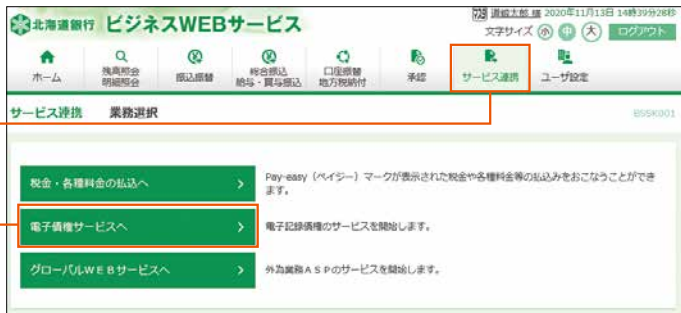 北海道銀行 ビジネスWEBサービス
道銀太郎 様 2020年11月13日 14時39分28秒
文字サイズ 小 中 大 ログアウト
ホーム
残高照会
明細照会
振込振替
総合振込
給与・賞与振込
口座振替
地方税納付
承認
サービス連携
ユーザ設定
サービス連携 業務選択
BSSK001
税金・各種料金の払込へ
Pay-easy（ペイジー）マークが表示された税金や各種料金等の払込みをおこなうことができ
ます。
電子債権サービスへ
電子記録債権のサービスを開始します。
グローバルWEBサービスへ
外為業務ASPのサービスを開始します。